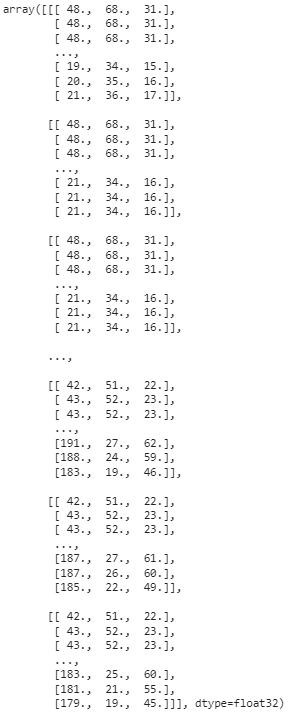 array([[[ 48.,  68.,  31.],
        [ 48.,  68.,  31.],
        [ 48.,  68.,  31.],
        ...,
        [ 19.,  34.,  15.],
        [ 20.,  35.,  16.],
        [ 21.,  36.,  17.]],

       [[ 48.,  68.,  31.],
        [ 48.,  68.,  31.],
        [ 48.,  68.,  31.],
        ...,
        [ 21.,  34.,  16.],
        [ 21.,  34.,  16.],
        [ 21.,  34.,  16.]],

       [[ 48.,  68.,  31.],
        [ 48.,  68.,  31.],
        [ 48.,  68.,  31.],
        ...,
        [ 21.,  34.,  16.],
        [ 21.,  34.,  16.],
        [ 21.,  34.,  16.]],

       ...,

       [[ 42.,  51.,  22.],
        [ 43.,  52.,  23.],
        [ 43.,  52.,  23.],
        ...,
        [191.,  27.,  62.],
        [188.,  24.,  59.],
        [183.,  19.,  46.]],

       [[ 42.,  51.,  22.],
        [ 43.,  52.,  23.],
        [ 43.,  52.,  23.],
        ...,
        [187.,  27.,  61.],
        [187.,  26.,  60.],
        [185.,  22.,  49.]],

       [[ 42.,  51.,  22.],
        [ 43.,  52.,  23.],
        [ 43.,  52.,  23.],
        ...,
        [183.,  25.,  60.],
        [181.,  21.,  55.],
        [179.,  19.,  45.]]], dtype=float32)